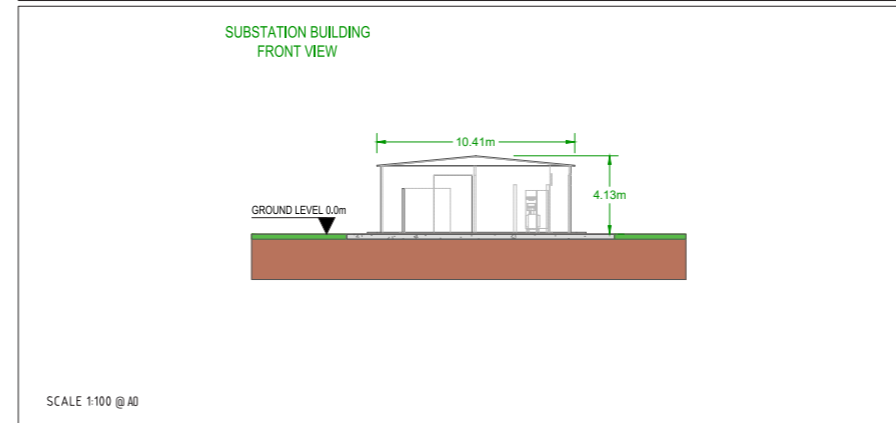 SUBSTATION BUILDING
FRONT VIEW
10.41m
4.13m
GROUND LEVEL 0.0m
SCALE 1:100 @ A0